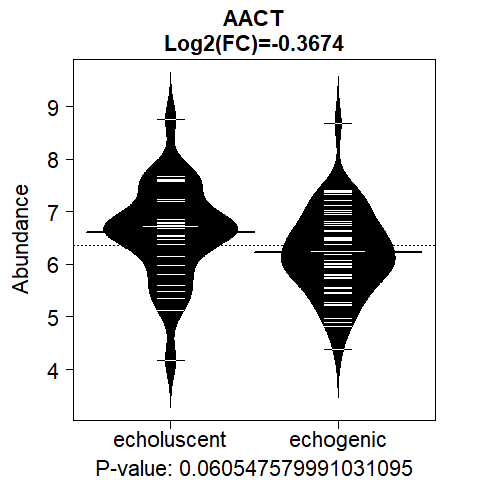 AACT
Log2(FC)=-0.3674
Abundance
9
8
7
6
5
4
echoluscent
echogenic
P-value: 0.060547579991031095